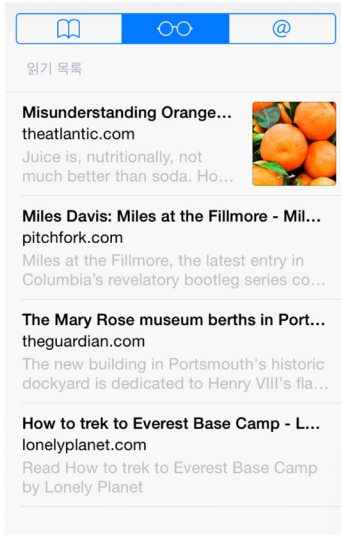 @
읽기 목록
Misunderstanding Orange...
theatlantic.com
Juice is, nutritionally, not
much better than soda. Ho...
Miles Davis: Miles at the Fillmore - Mil...
pitchfork.com
Miles at the Fillmore, the latest entry in
Columbia's revelatory bootleg series co...
The Mary Rose museum berths in Port...
theguardian.com
The new building in Portsmouth's historic
dockyard is dedicated to Henry VIII's fla...
How to trek to Everest Base Camp - L...
lonelyplanet.com
Read How to trek to Everest Base Camp
by Lonely Planet